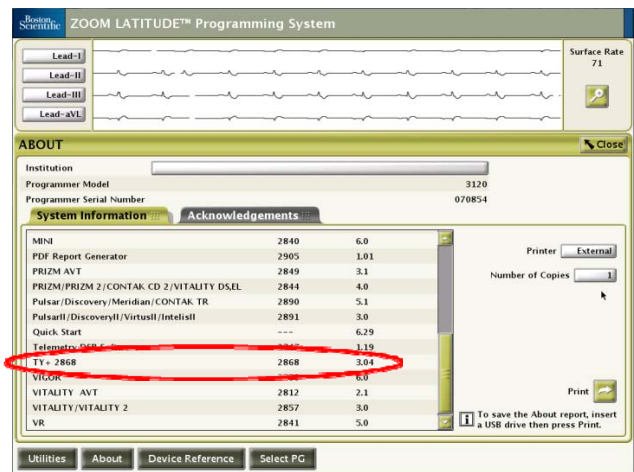 Boston Scientific ZOOM LATITUDE™ Programming System
Lead-I
Lead-II
Lead-III
Lead-aVL
Surface Rate
71
ABOUT
Close
Institution
Programmer Model 3120
Programmer Serial Number 070854
System Information Acknowledgements
MINI 2840 6.0
PDF Report Generator 2905 1.01
PRIZM AVT 2849 3.1
PRIZM/PRIZM 2/CONTAK CD 2/VITALITY DS,EL 2844 4.0
Pulsar/Discovery/Meridian/CONTAK TR 2890 5.1
PulsarII/DiscoveryII/VirtusII/IntelisII 2891 3.0
Quick Start --- 6.29
Telemetry DSP 1.19
TY+ 2868 2868 3.04
VIGOR 6.0
VITALITY AVT 2812 2.1
VITALITY/VITALITY 2 2857 3.0
VR 2841 5.0
Printer External
Number of Copies 1
Print
i To save the About report, insert
a USB drive then press Print.
Utilities About Device Reference Select PG